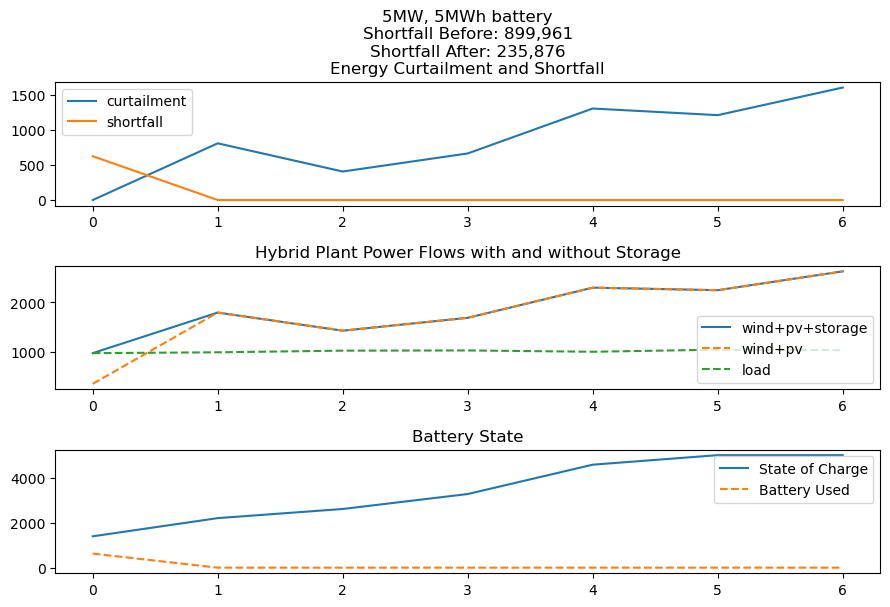 5MW, 5MWh battery
Shortfall Before: 899,961
Shortfall After: 235,876
Energy Curtailment and Shortfall
1500
1000
500
0
curtailment
shortfall
0 1 2 3 4 5 6
Hybrid Plant Power Flows with and without Storage
2000
1000
wind+pv+storage
wind+pv
load
0 1 2 3 4 5 6
Battery State
4000
2000
0
State of Charge
Battery Used
0 1 2 3 4 5 6